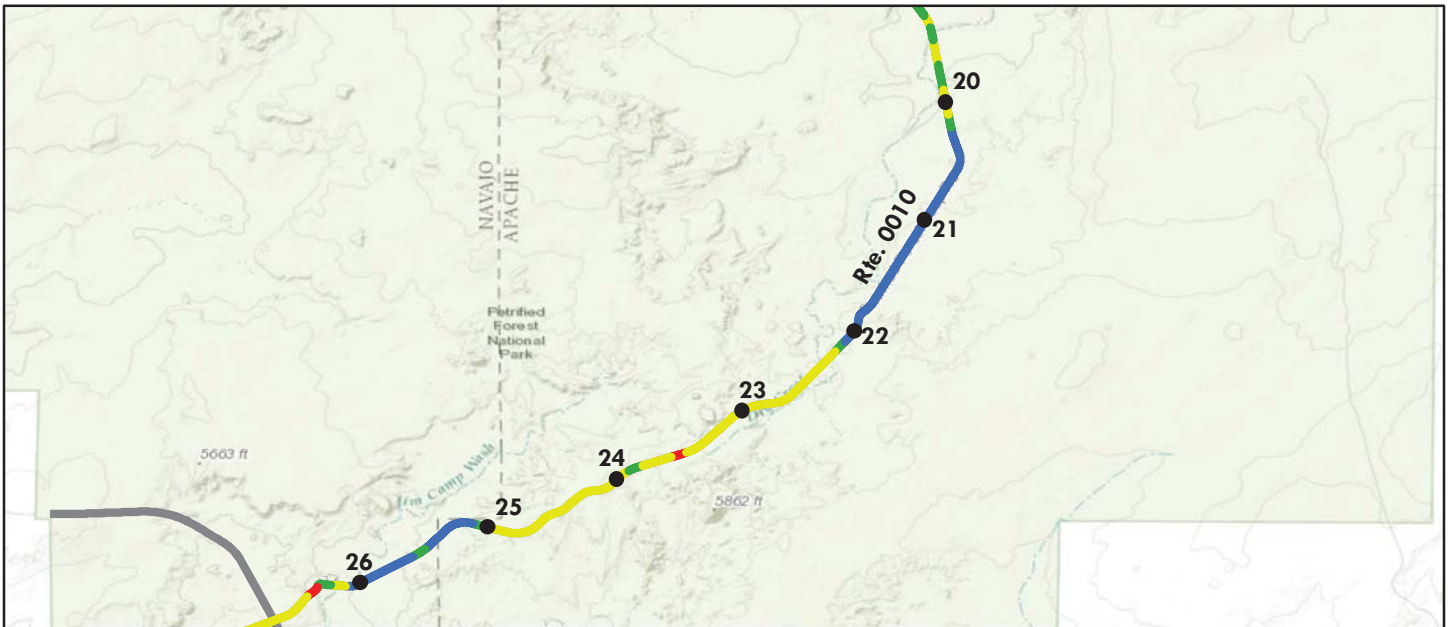 20
NAVAJO
APACHE
Rte. 0010
21
Petrified
Forest
National
Park
22
23
5663 ft
24
Jim Camp Wash
5862 ft
25
26